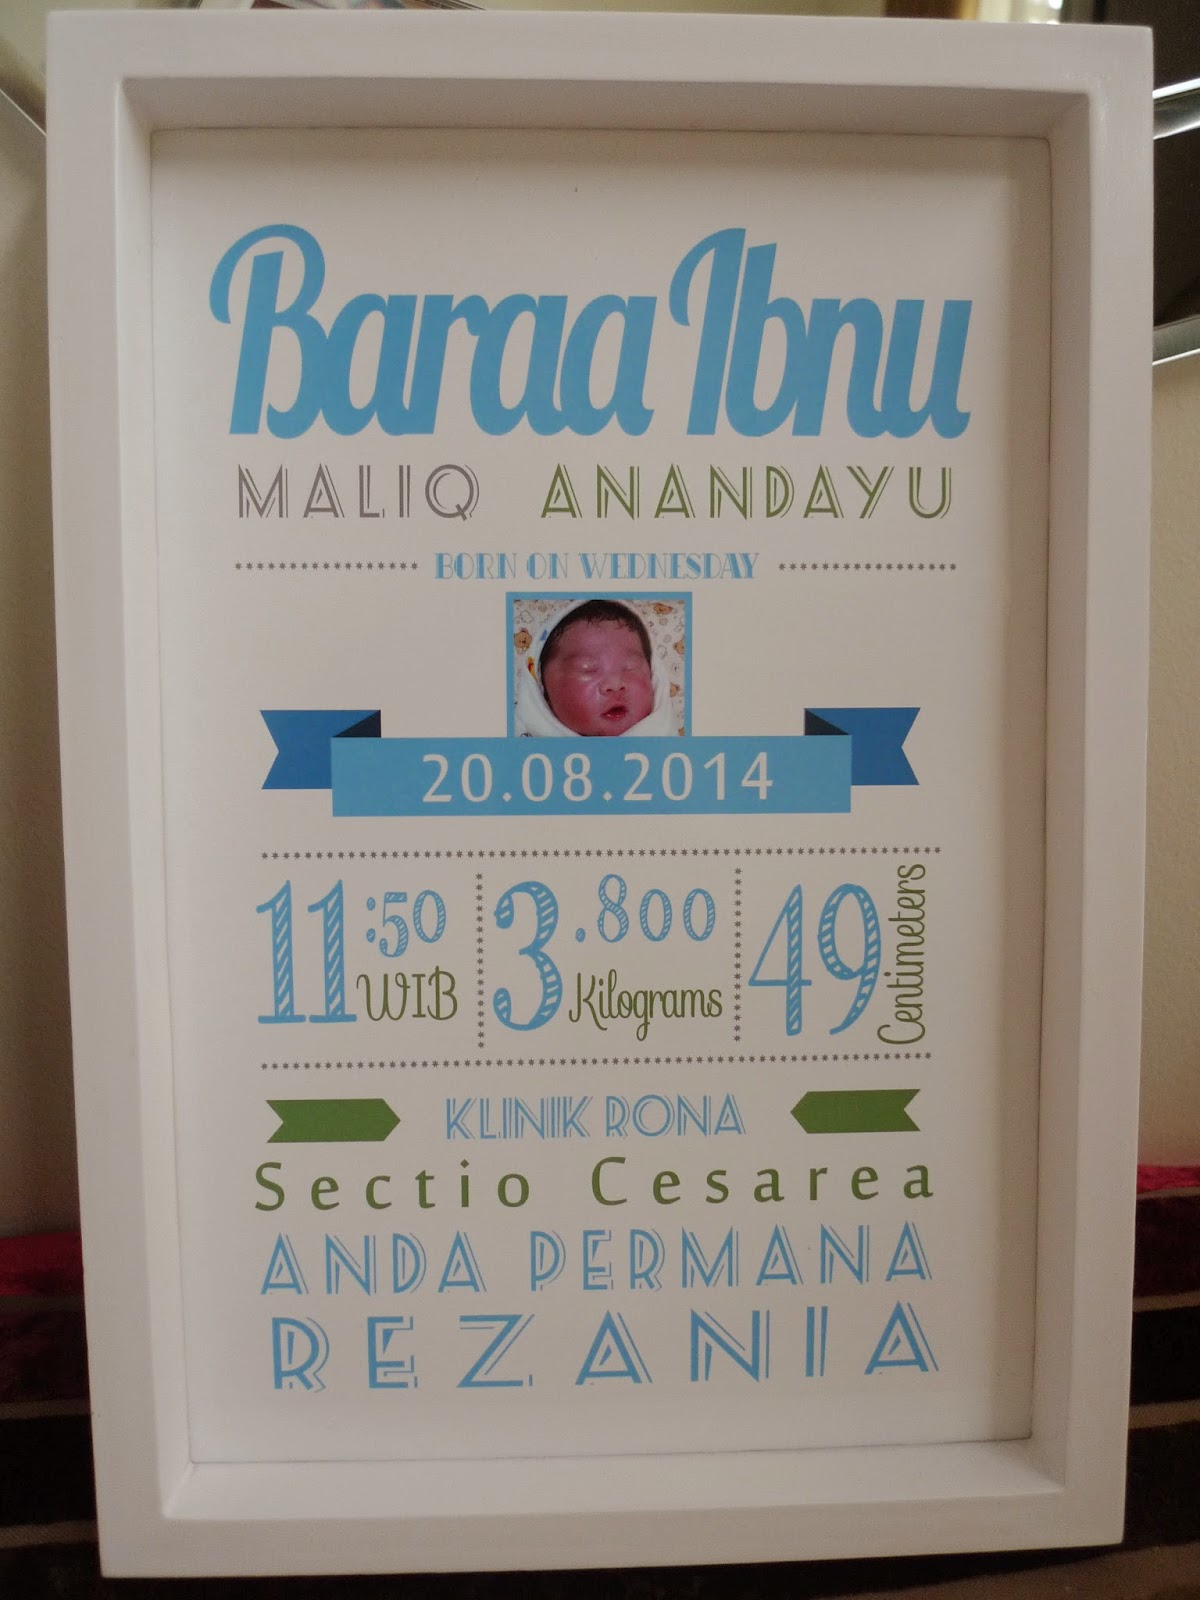 Baraa Ibnu
MALIQ ANANDAYU
BORN ON WEDNESDAY
20.08.2014
11:50 WIB
3.800 Kilograms
49 Centimeters
KLINIK RONA
Sectio Cesarea
ANDA PERMANA
REZANIA